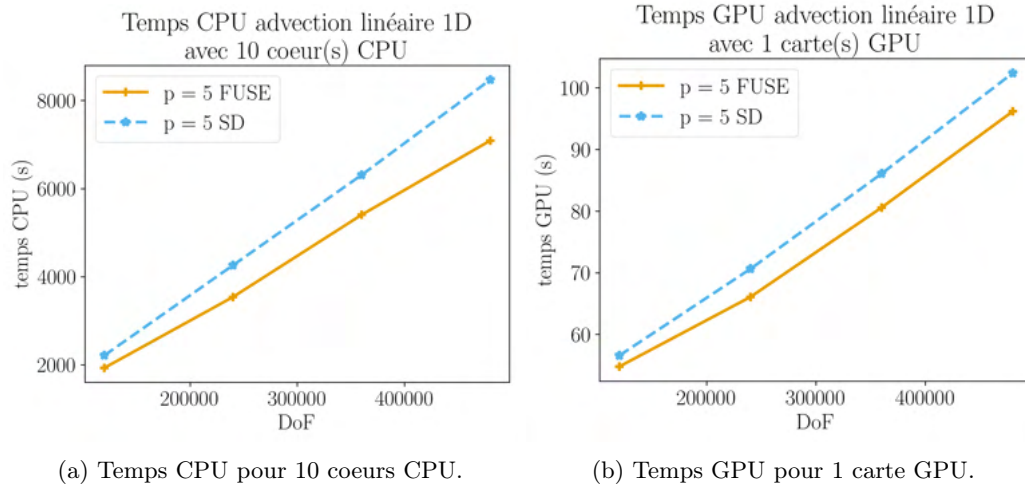 Temps CPU advection linéaire 1D
avec 10 coeur(s) CPU
p = 5 FUSE
p = 5 SD
8000
6000
4000
2000
temps CPU (s)
200000
300000
400000
DoF
(a) Temps CPU pour 10 coeurs CPU.
Temps GPU advection linéaire 1D
avec 1 carte(s) GPU
p = 5 FUSE
p = 5 SD
100
90
80
70
60
temps GPU (s)
200000
300000
400000
DoF
(b) Temps GPU pour 1 carte GPU.